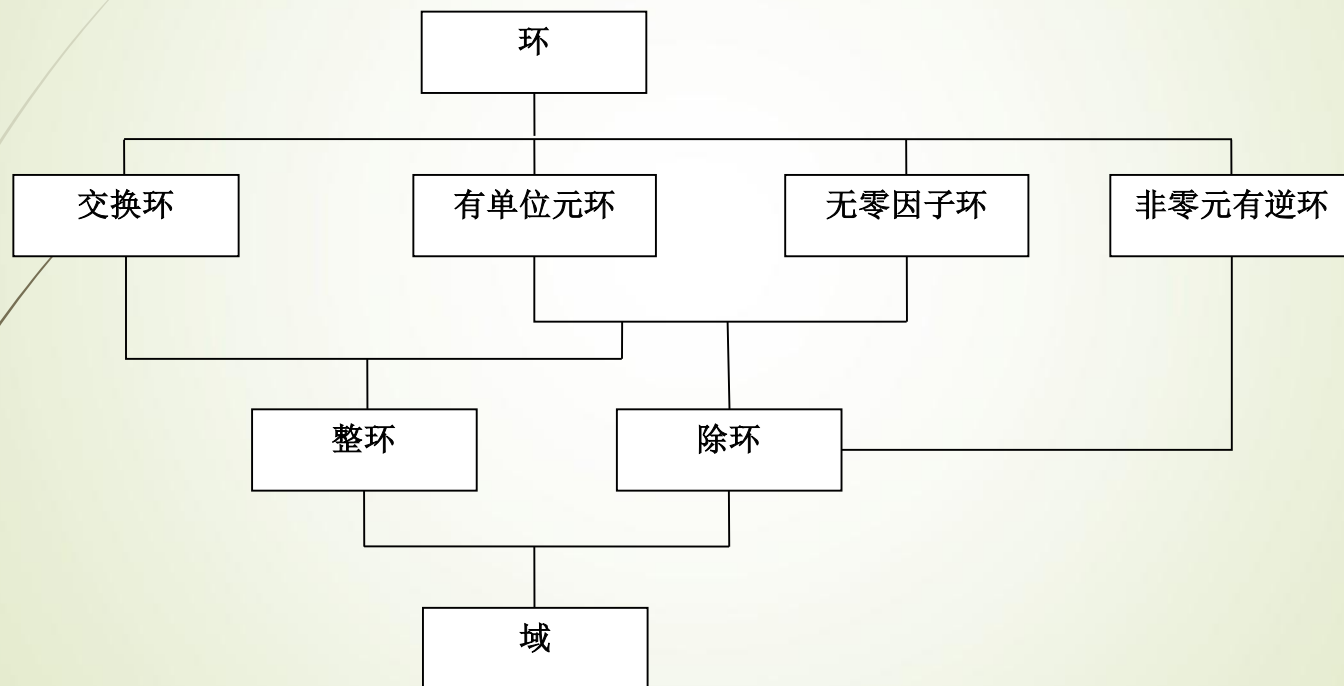 环
交换环
有单位元环
无零因子环
非零元有逆环
整环
除环
域